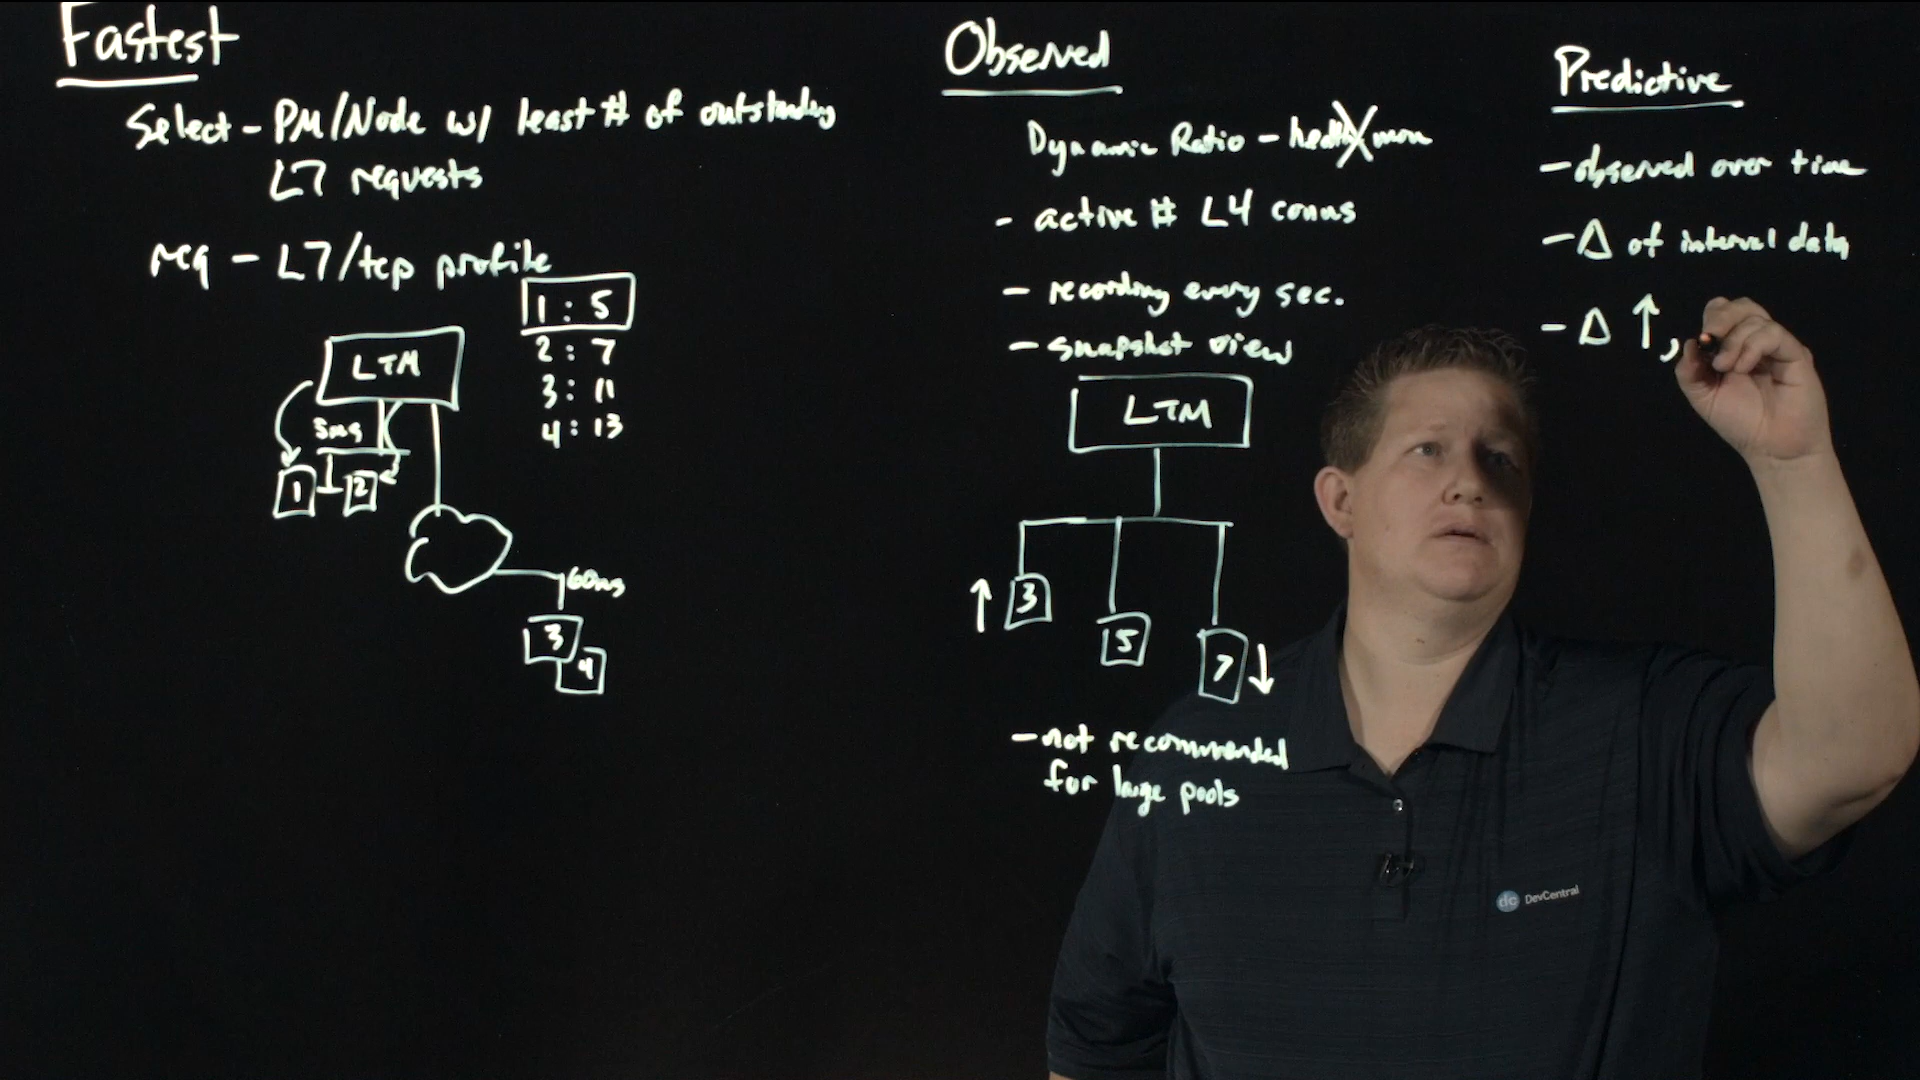 Fastest
Select - PM/Node w/ least # of outstanding
L7 requests
req - L7/tcp profile
1 : 5
2 : 7
3 : 11
4 : 13
LTM
5ms
1
2
60ms
3
4
Observed
Dynamic Ratio - health mon
- active # L4 conns
- recording every sec.
- snapshot view
LTM
3
5
7
- not recommended
for large pools
Predictive
- observed over time
- Δ of interval data
- Δ ↑,
dc DevCentral